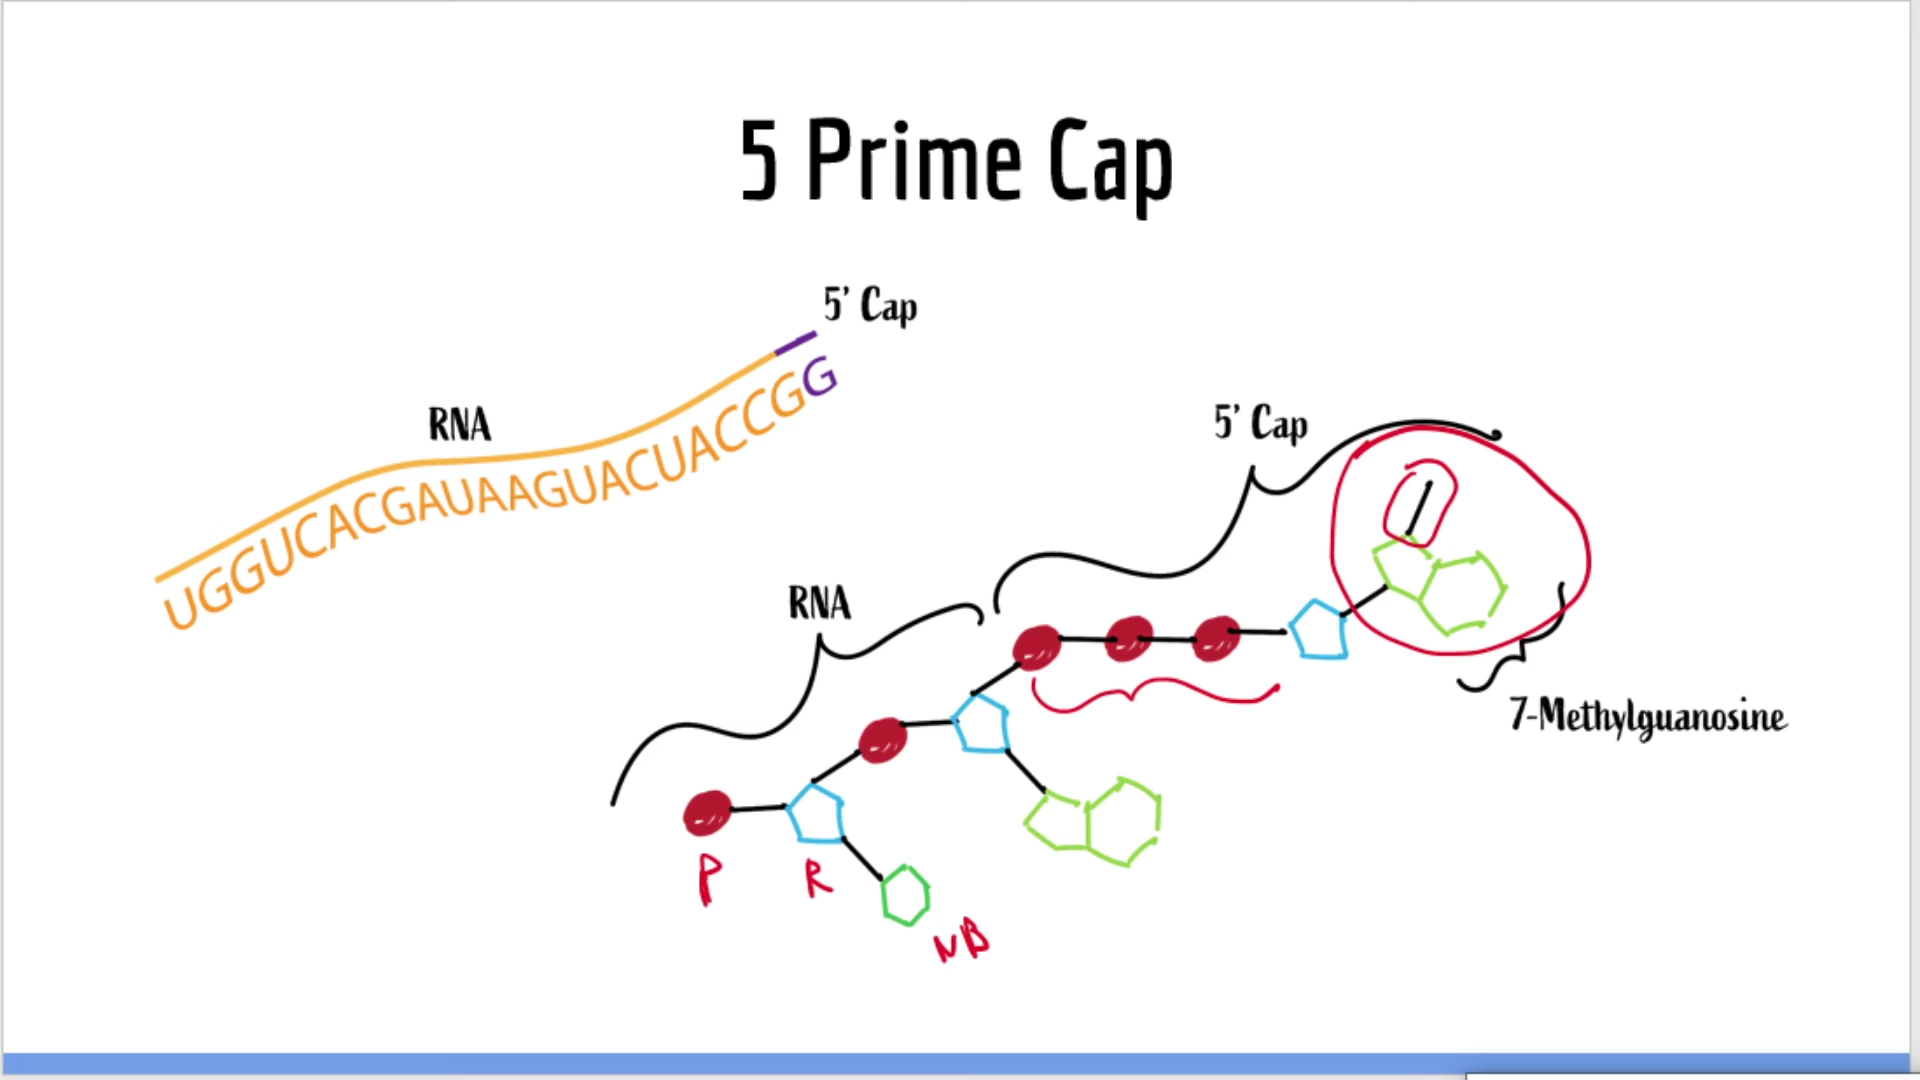 5 Prime Cap
5' Cap
RNA
UGGUCACGAUAAGUACUACCGG
5' Cap
RNA
7-Methylguanosine
P
R
NB